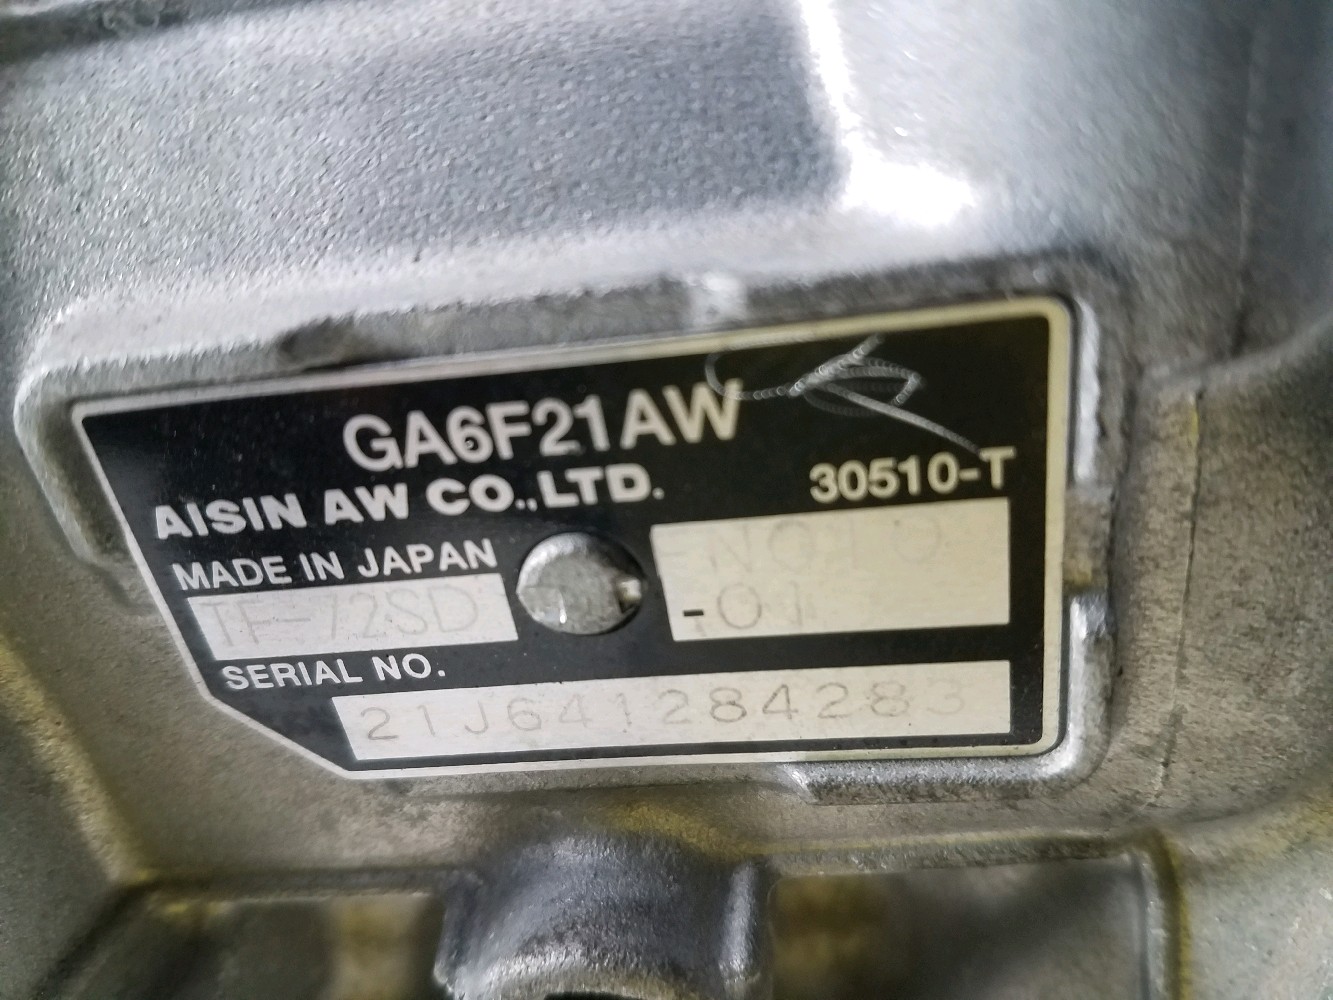 GA6F21AW
AISIN AW CO.,LTD.
30510-T
MADE IN JAPAN
TF-72SD
-01
SERIAL NO.
21J641284283